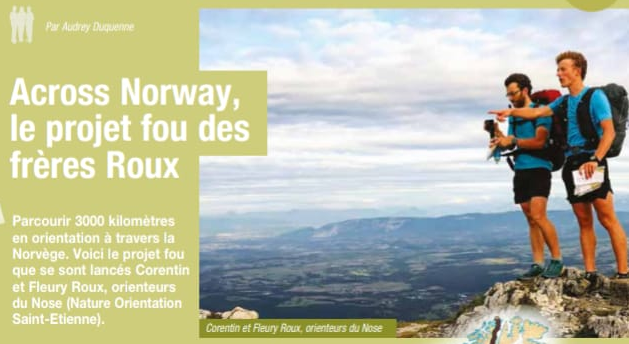 Par Audrey Duquenne
Across Norway,
le projet fou des
frères Roux
Parcourir 3000 kilomètres
en orientation à travers la
Norvège. Voici le projet fou
que se sont lancés Corentin
et Fleury Roux, orienteurs
du Nose (Nature Orientation
Saint-Etienne).
Corentin et Fleury Roux, orienteurs du Nose